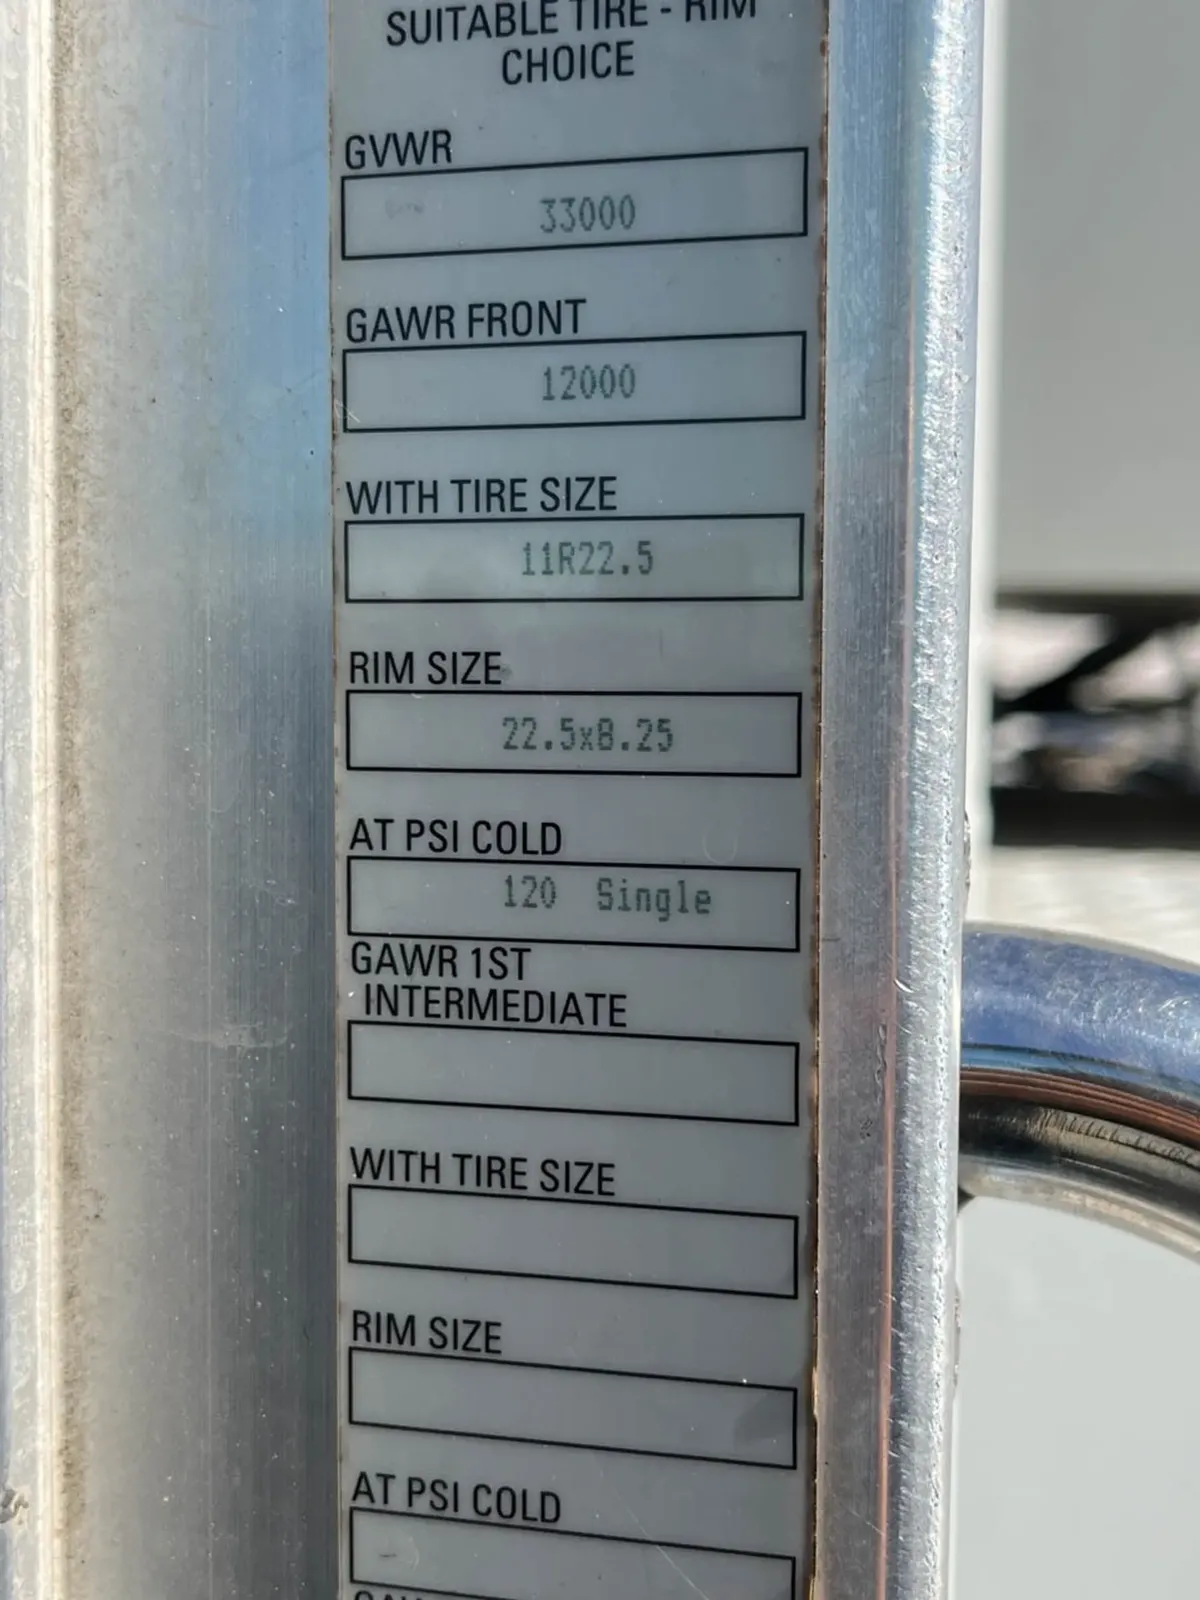 SUITABLE TIRE - RIM
CHOICE
GVWR
33000
GAWR FRONT
12000
WITH TIRE SIZE
11R22.5
RIM SIZE
22.5x8.25
AT PSI COLD
120 Single
GAWR 1ST
INTERMEDIATE
WITH TIRE SIZE
RIM SIZE
AT PSI COLD